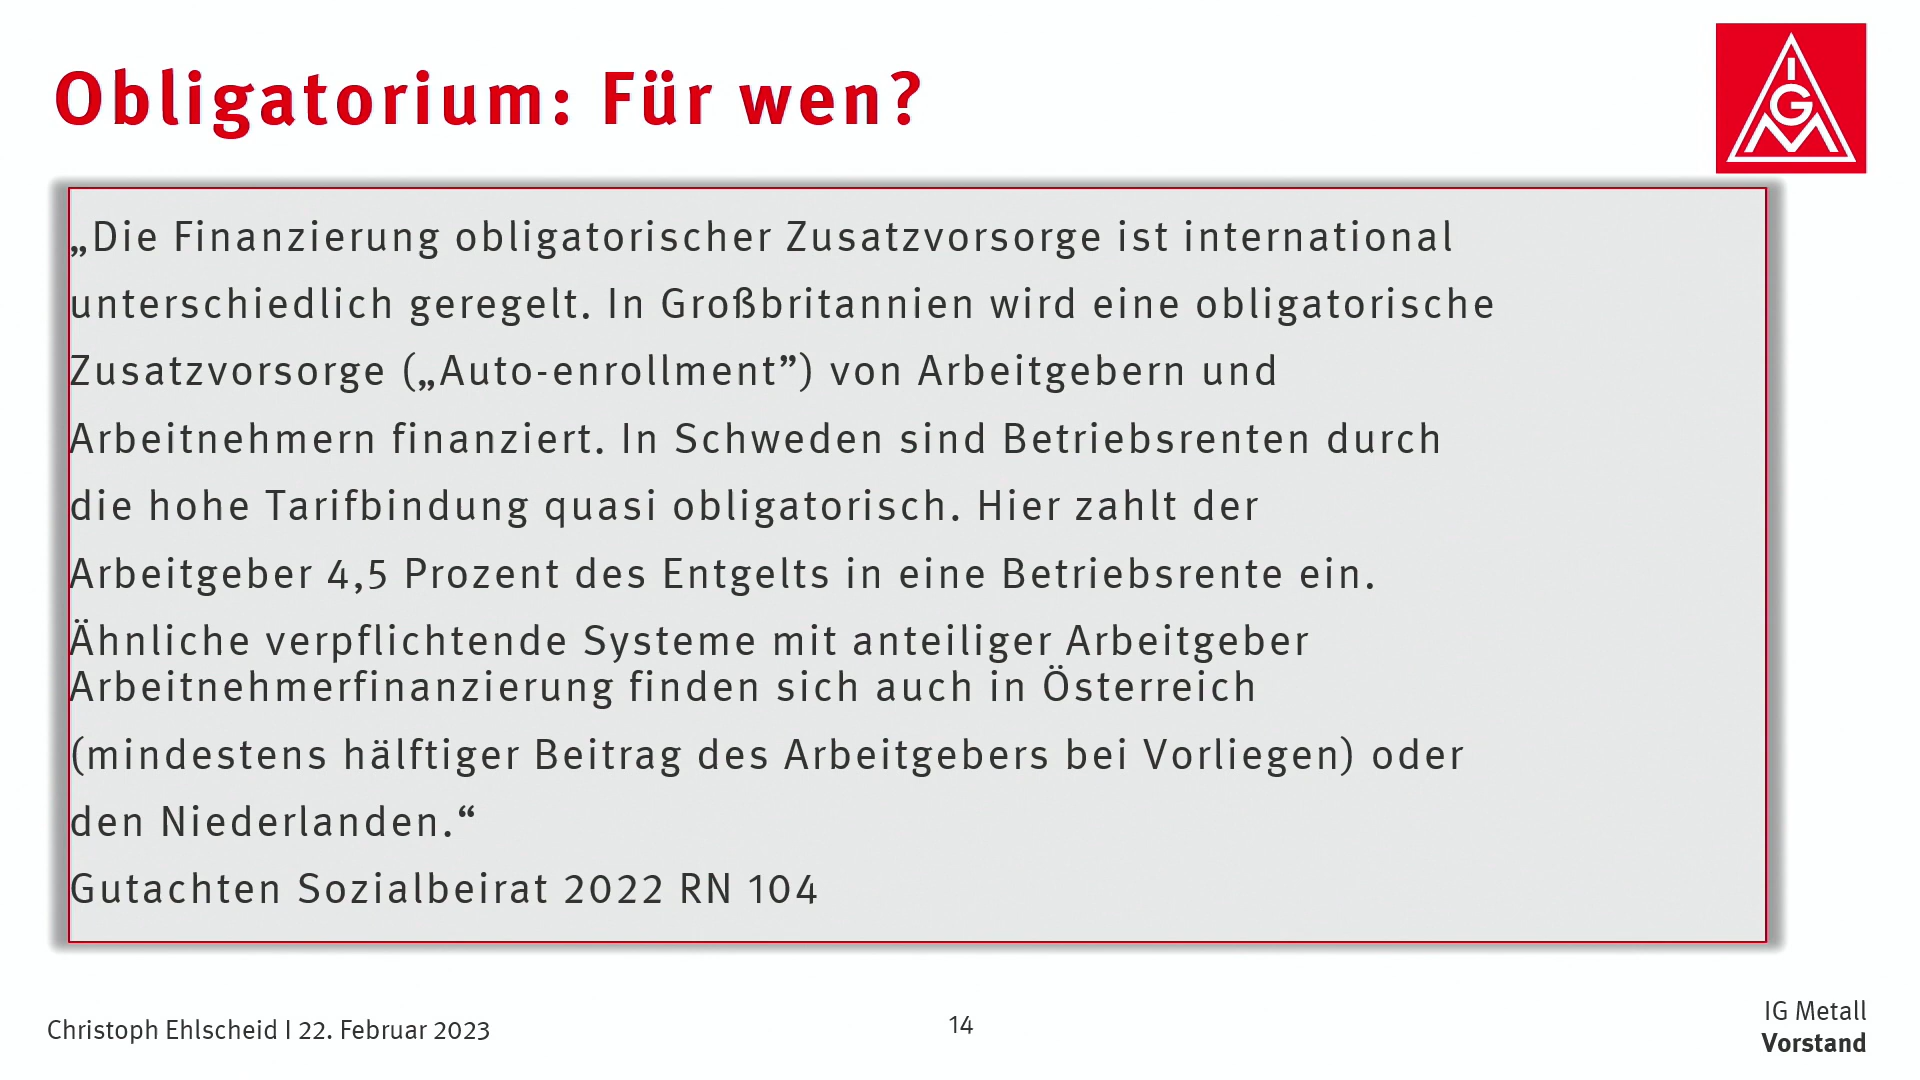 Obligatorium: Für wen?
IGM
„Die Finanzierung obligatorischer Zusatzvorsorge ist international
unterschiedlich geregelt. In Großbritannien wird eine obligatorische
Zusatzvorsorge („Auto-enrollment”) von Arbeitgebern und
Arbeitnehmern finanziert. In Schweden sind Betriebsrenten durch
die hohe Tarifbindung quasi obligatorisch. Hier zahlt der
Arbeitgeber 4,5 Prozent des Entgelts in eine Betriebsrente ein.
Ähnliche verpflichtende Systeme mit anteiliger Arbeitgeber
Arbeitnehmerfinanzierung finden sich auch in Österreich
(mindestens hälftiger Beitrag des Arbeitgebers bei Vorliegen) oder
den Niederlanden.“
Gutachten Sozialbeirat 2022 RN 104
Christoph Ehlscheid I 22. Februar 2023
14
IG Metall
Vorstand